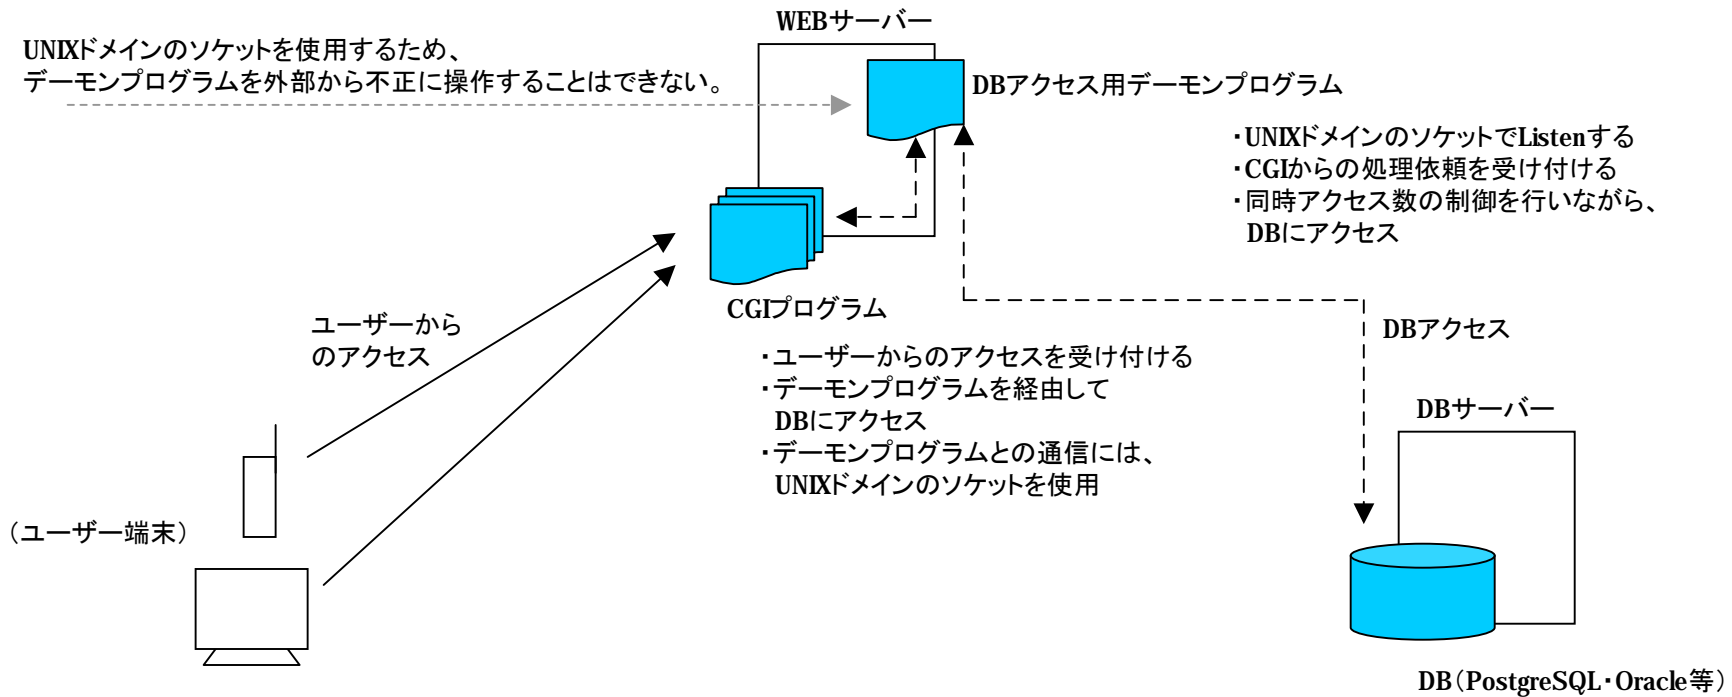 WEBサーバー
UNIXドメインのソケットを使用するため、
デーモンプログラムを外部から不正に操作することはできない。
DBアクセス用デーモンプログラム
・UNIXドメインのソケットでListenする
・CGIからの処理依頼を受け付ける
・同時アクセス数の制御を行いながら、
DBにアクセス
CGIプログラム
ユーザーから
のアクセス
・ユーザーからのアクセスを受け付ける
・デーモンプログラムを経由して
DBにアクセス
・デーモンプログラムとの通信には、
UNIXドメインのソケットを使用
DBアクセス
DBサーバー
（ユーザー端末）
DB（PostgreSQL・Oracle等）